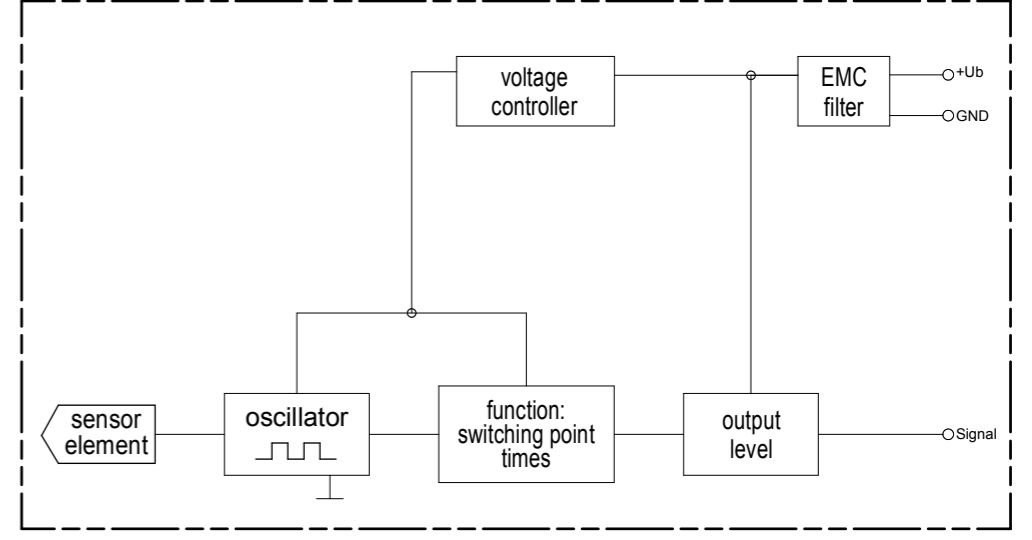 voltage
controller
EMC
filter
+Ub
GND
sensor
element
oscillator
function:
switching point
times
output
level
Signal